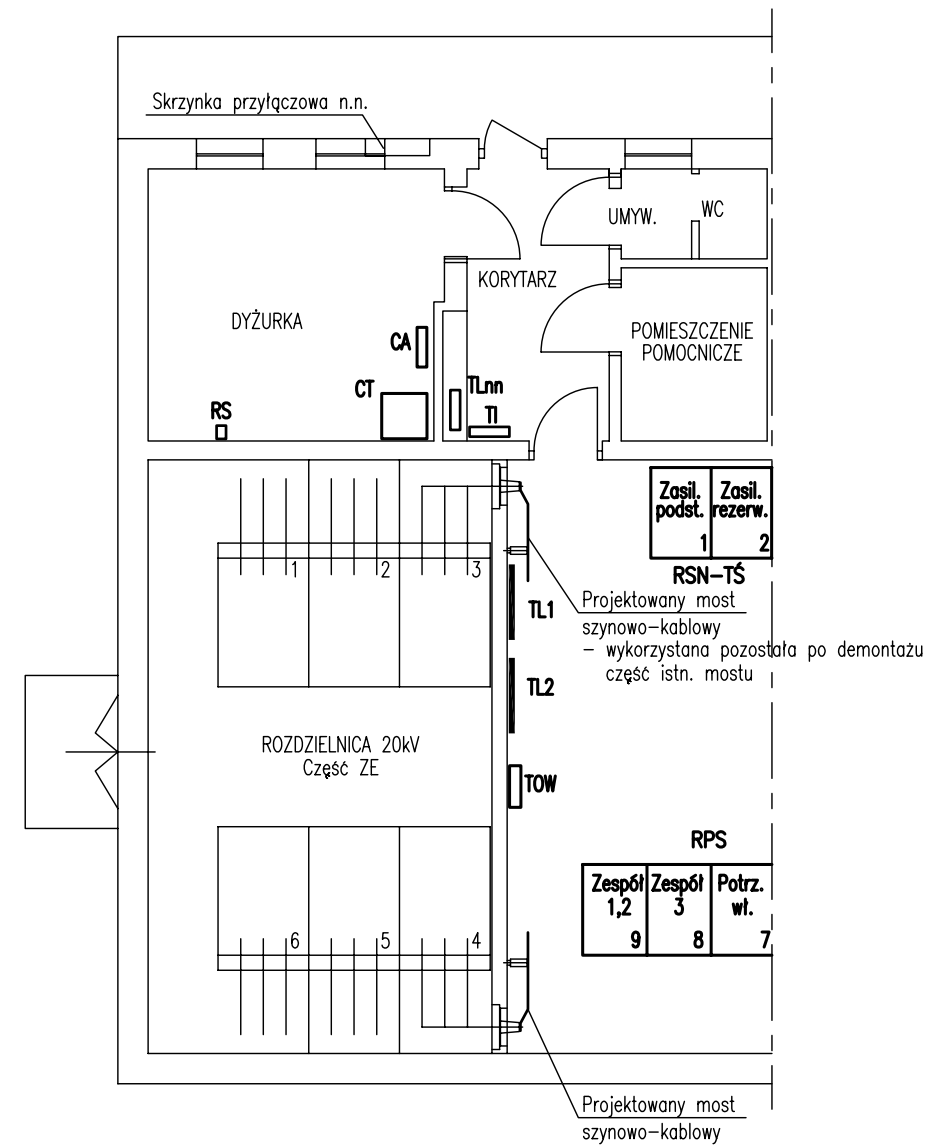 Skrzynka przyłączowa n.n.
UMYW.
WC
KORYTARZ
DYŻURKA
POMIESZCZENIE
POMOCNICZE
CA
CT
TLnn
TI
RS
Zasil.
podst.
1
Zasil.
rezerw.
2
RSN-TŚ
1
2
3
Projektowany most
szynowo-kablowy
- wykorzystana pozostała po demontażu
część istn. mostu
TL1
TL2
ROZDZIELNICA 20kV
Część ZE
TOW
RPS
Zespół
1,2
9
Zespół
3
8
Potrz.
wł.
7
6
5
4
Projektowany most
szynowo-kablowy